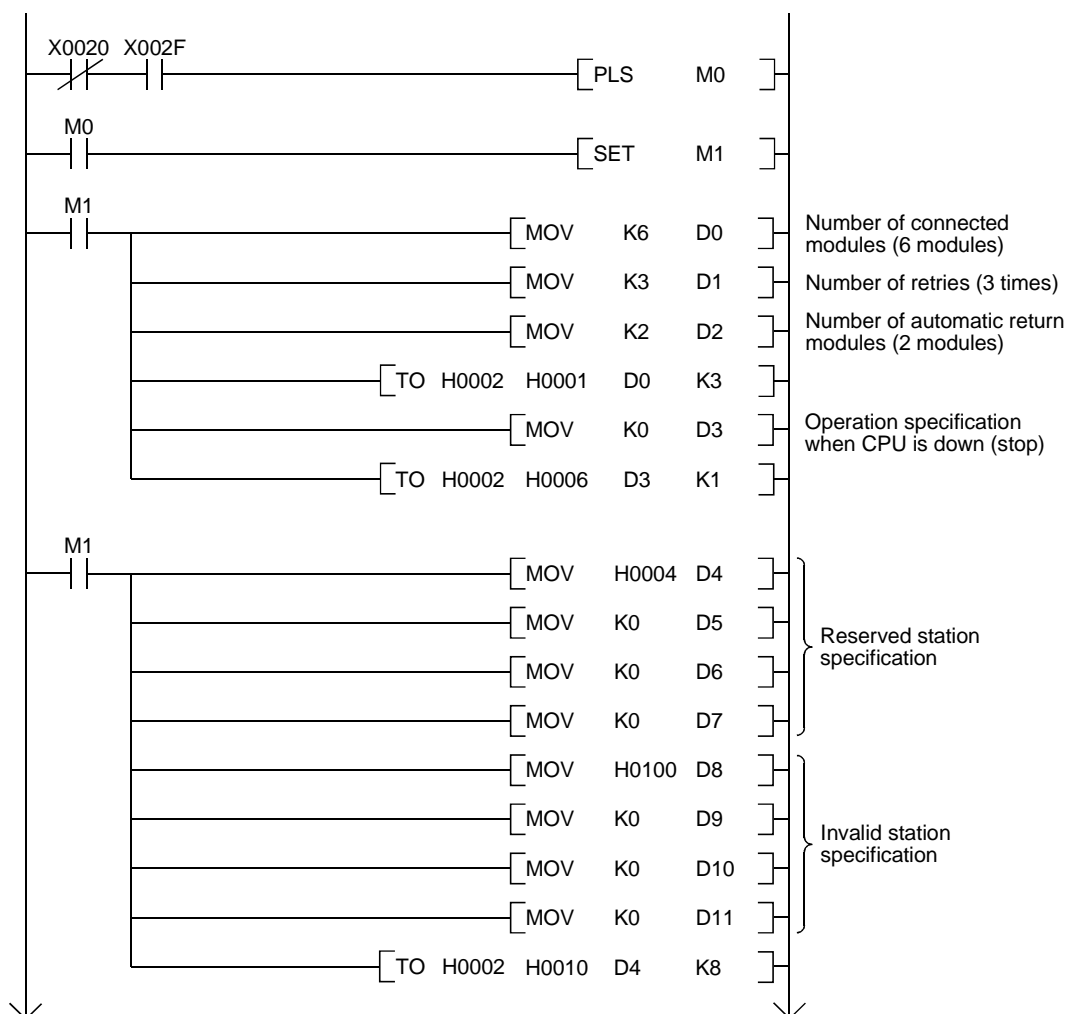 X0020 X002F
PLS M0
M0
SET M1
M1
MOV K6 D0
Number of connected
modules (6 modules)
MOV K3 D1
Number of retries (3 times)
MOV K2 D2
Number of automatic return
modules (2 modules)
TO H0002 H0001 D0 K3
MOV K0 D3
Operation specification
when CPU is down (stop)
TO H0002 H0006 D3 K1
M1
MOV H0004 D4
MOV K0 D5
MOV K0 D6
MOV K0 D7
Reserved station
specification
MOV H0100 D8
MOV K0 D9
MOV K0 D10
MOV K0 D11
Invalid station
specification
TO H0002 H0010 D4 K8